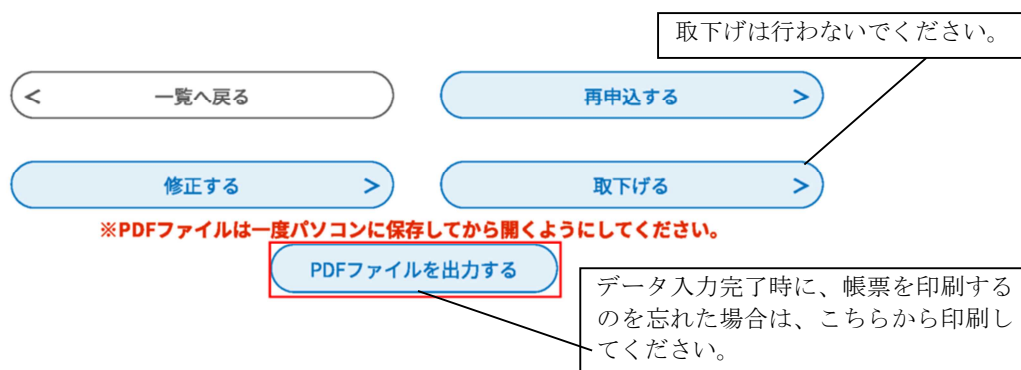 取下げは行わないでください。
< 一覧へ戻る
再申込する >
修正する >
取下げる >
※PDFファイルは一度パソコンに保存してから開くようにしてください。
PDFファイルを出力する
データ入力完了時に、帳票を印刷する
のを忘れた場合は、こちらから印刷し
てください。